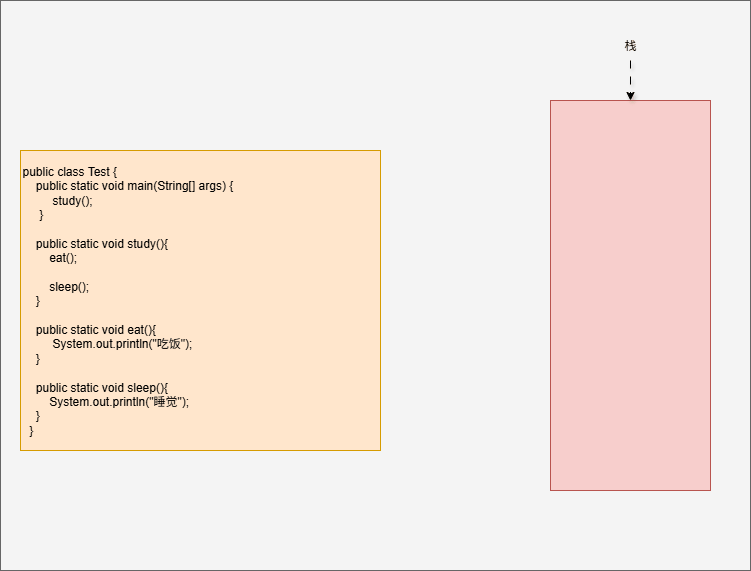 栈
public class Test {
public static void main(String[] args) {
study();
}
public static void study(){
eat();
sleep();
}
public static void eat(){
System.out.println("吃饭");
}
public static void sleep(){
System.out.println("睡觉");
}
}